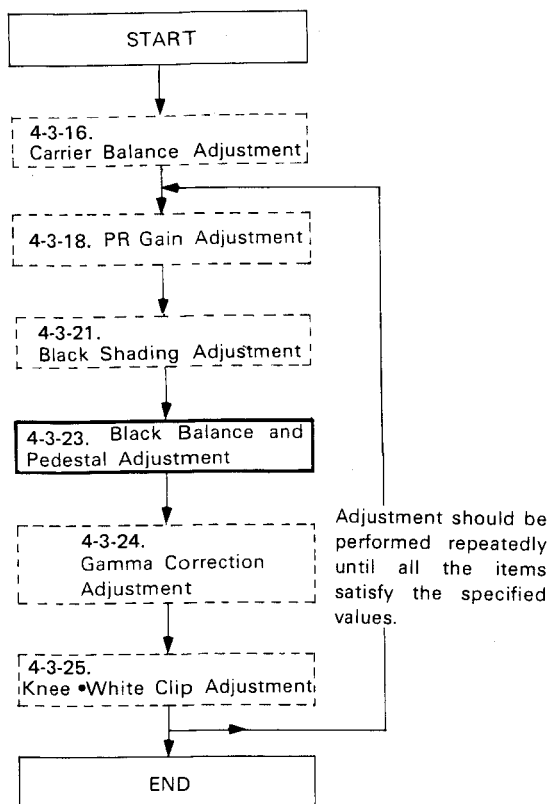 START
4-3-16.
Carrier Balance Adjustment
4-3-18. PR Gain Adjustment
4-3-21.
Black Shading Adjustment
4-3-23. Black Balance and
Pedestal Adjustment
4-3-24.
Gamma Correction
Adjustment
Adjustment should be
performed repeatedly
until all the items
satisfy the specified
values.
4-3-25.
Knee •White Clip Adjustment
END